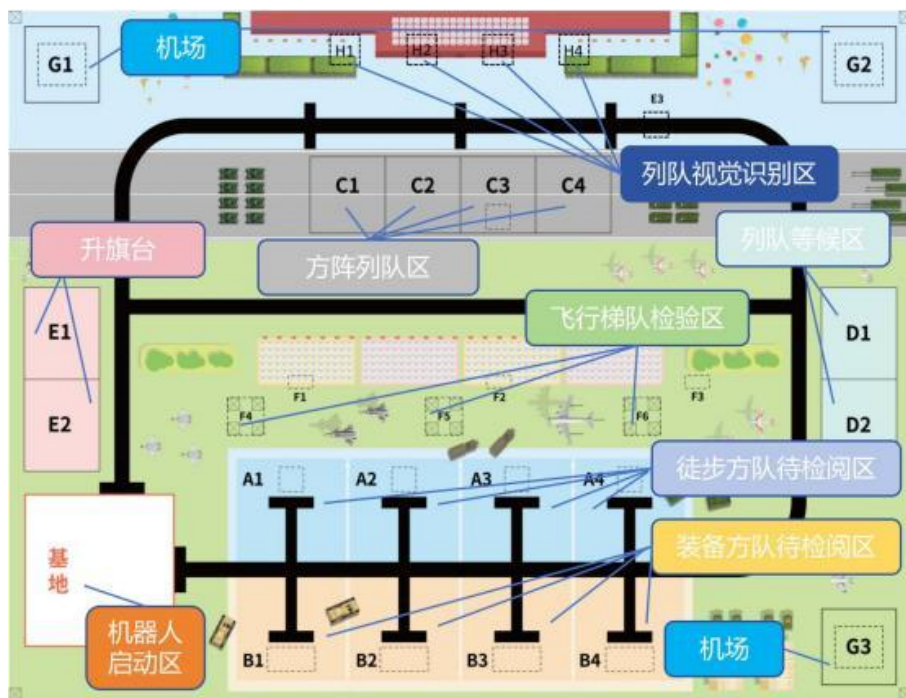 G1
机场
H1
H2
H3
H4
G2
E3
列队视觉识别区
C1
C2
C3
C4
升旗台
方阵列队区
列队等候区
飞行梯队检验区
E1
D1
F1
F2
F3
E2
F4
F5
F6
D2
A1
A2
A3
A4
徒步方队待检阅区
装备方队待检阅区
基
地
机器人
启动区
B1
B2
B3
B4
机场
G3